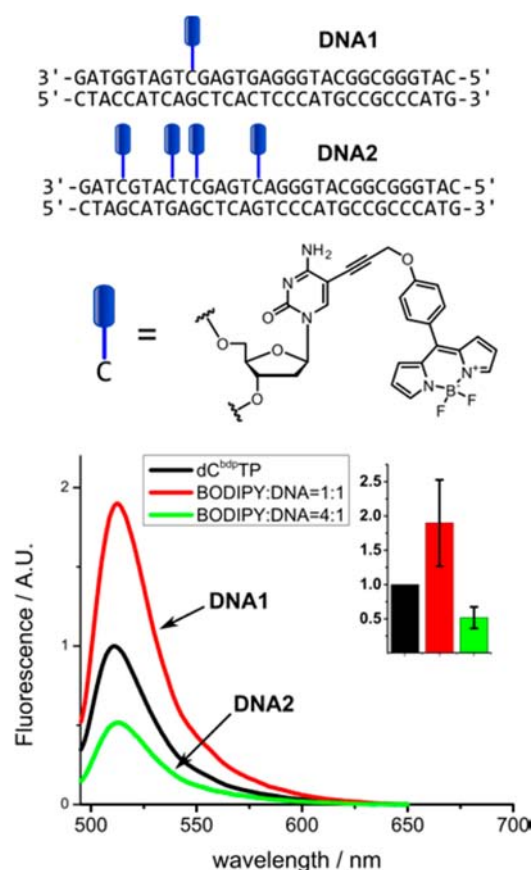 DNA1
3'-GATGGTAGTCGAGTGAGGGTACGGCGGGTAC-5'
5'-CTACCATCAGCTCACTCCCATGCCGCCCATG-3'
DNA2
3'-GATCGTACTCGAGTCAGGGTACGGCGGGTAC-5'
5'-CTAGCATGAGCTCAGTCCCATGCCGCCCATG-3'
C
=
NH₂
N
O
N
O
O
O
O
N
N⁺
B⁻
F
F
dC^bdpTP
BODIPY:DNA=1:1
BODIPY:DNA=4:1
DNA1
DNA2
2.5
2.0
1.5
1.0
0.5
2
1
0
Fluorescence / A.U.
500 550 600 650 700
wavelength / nm